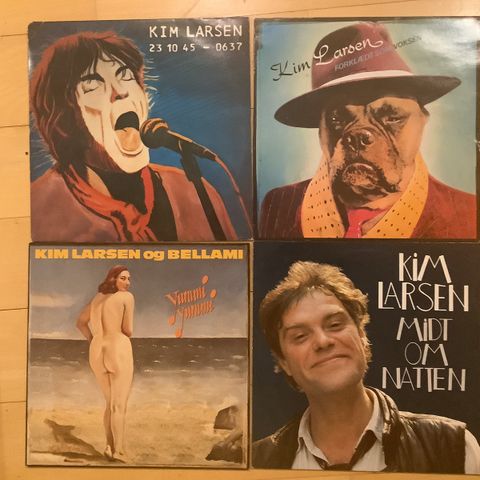 KIM LARSEN
23 10 45 - 0637
Kim Larsen
FORKLÆDT SOM VOKSEN
KIM LARSEN og BELLAMI
Yummi
Yummi
KiM
LARSEN
MiDT
OM
NATTEN